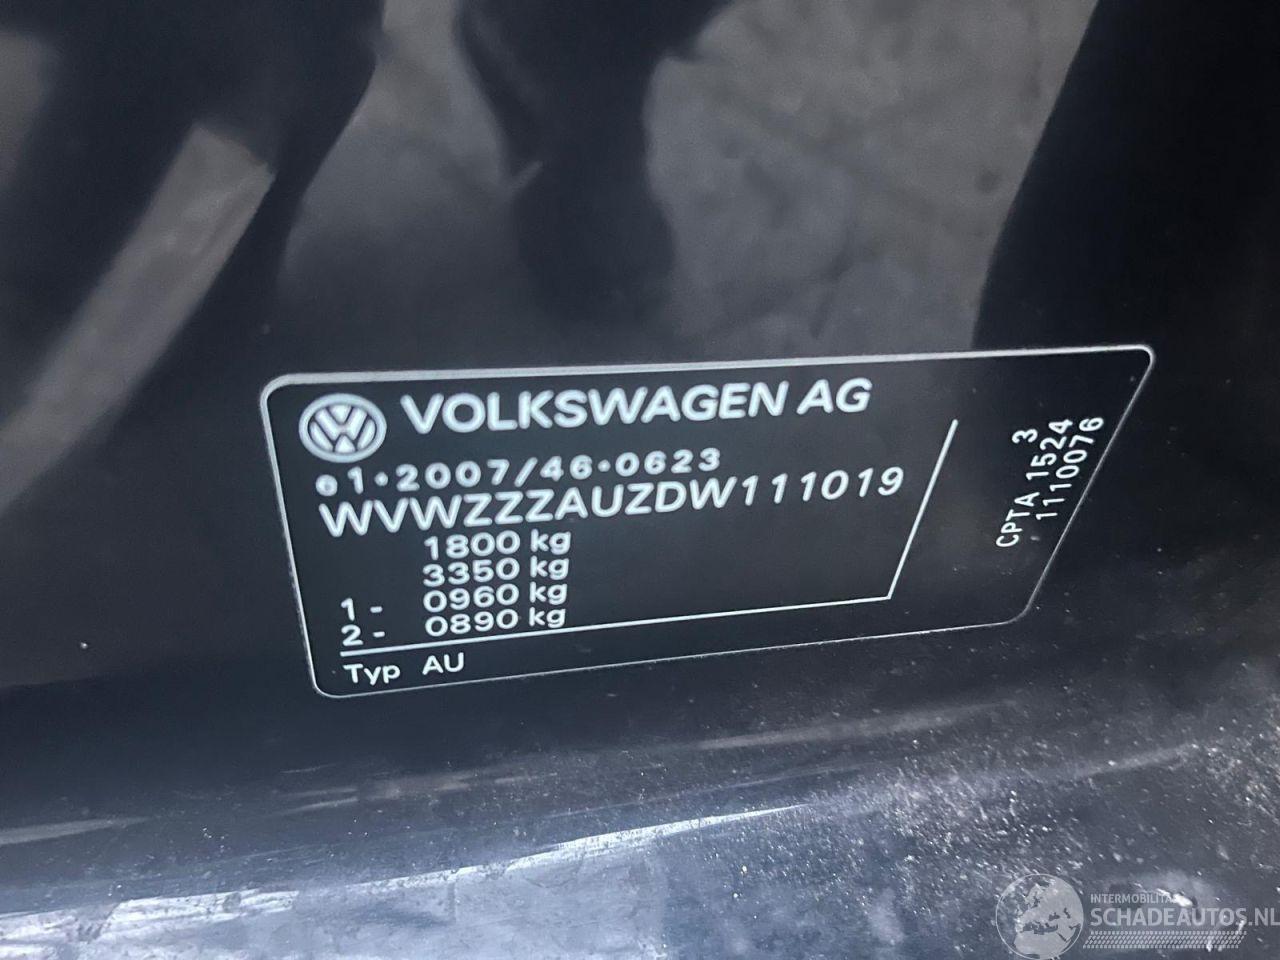 VOLKSWAGEN AG
e1*2007/46*0623
WVWZZZAUZDW111019
1800 kg
3350 kg
1- 0960 kg
2- 0890 kg
Typ AU
3
CPTA 1524
1110076
INTERMOBILITAS
SCHADEAUTOS.NL